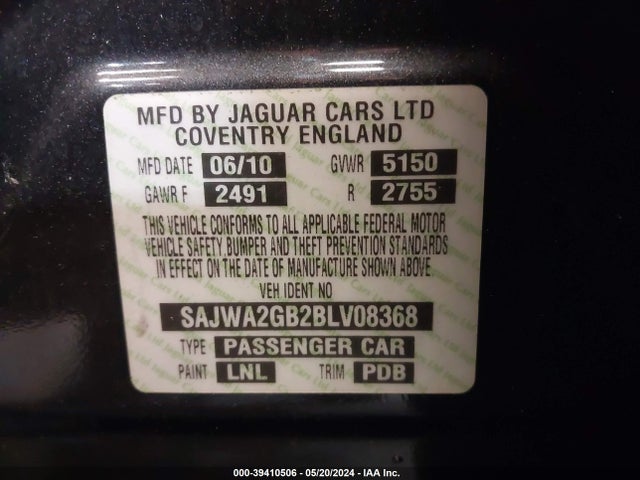 MFD BY JAGUAR CARS LTD
COVENTRY ENGLAND
MFD DATE 06/10 GVWR 5150
GAWR F 2491 R 2755
THIS VEHICLE CONFORMS TO ALL APPLICABLE FEDERAL MOTOR
VEHICLE SAFETY BUMPER AND THEFT PREVENTION STANDARDS
IN EFFECT ON THE DATE OF MANUFACTURE SHOWN ABOVE
VEH IDENT NO
SAJWA2GB2BLV08368
TYPE PASSENGER CAR
PAINT LNL TRIM PDB
000-39410506 - 05/20/2024 - IAA Inc.